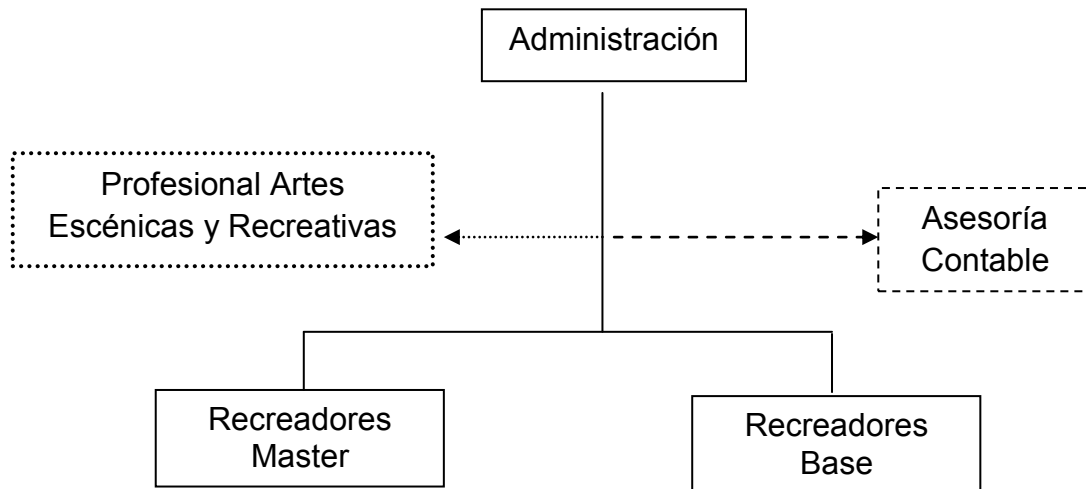 Administración
Profesional Artes
Escénicas y Recreativas
Asesoría
Contable
Recreadores
Master
Recreadores
Base